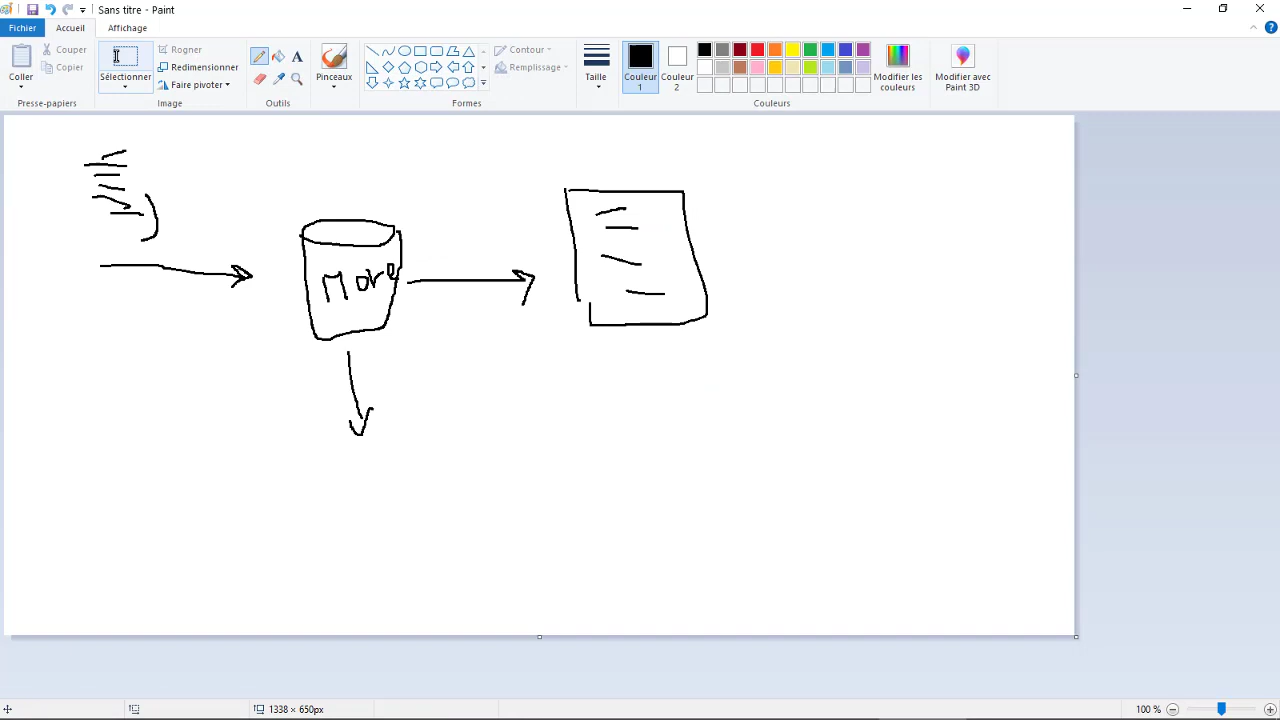 Sans titre - Paint
Fichier
Accueil
Affichage
Coller
Couper
Copier
Presse-papiers
Sélectionner
Rogner
Redimensionner
Faire pivoter
Image
Outils
Pinceaux
Contour
Remplissage
Formes
Taille
Couleur 1
Couleur 2
Modifier les couleurs
Couleurs
Modifier avec Paint 3D
More
1338 × 650px
100 %